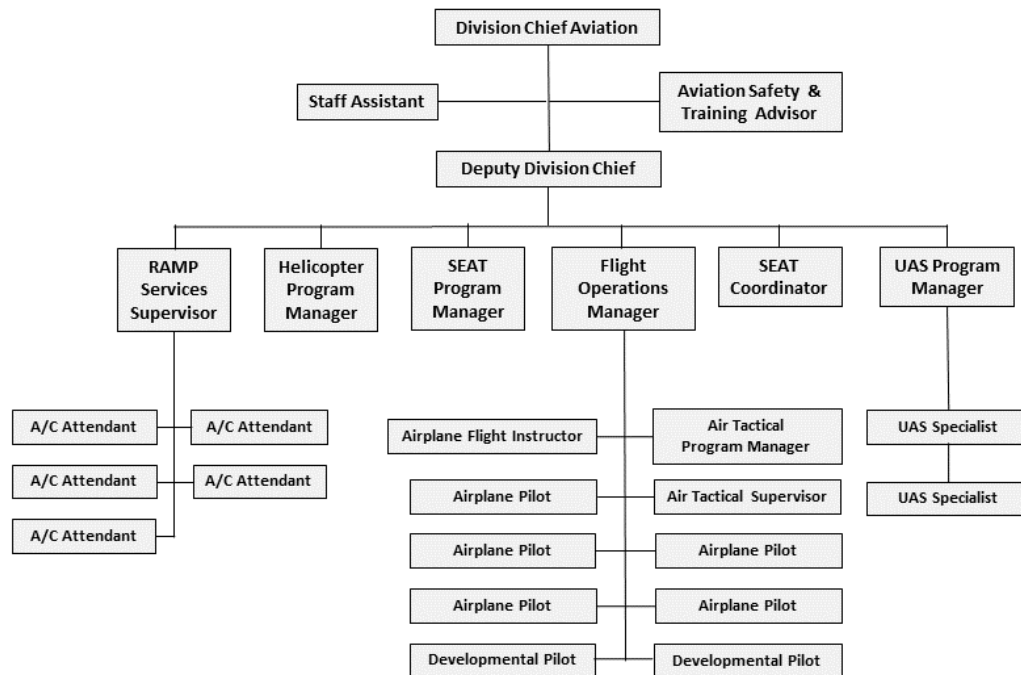 Division Chief Aviation
Staff Assistant
Aviation Safety &
Training Advisor
Deputy Division Chief
RAMP
Services
Supervisor
Helicopter
Program
Manager
SEAT
Program
Manager
Flight
Operations
Manager
SEAT
Coordinator
UAS Program
Manager
A/C Attendant
A/C Attendant
A/C Attendant
A/C Attendant
A/C Attendant
Airplane Flight Instructor
Air Tactical
Program Manager
Airplane Pilot
Air Tactical Supervisor
Airplane Pilot
Airplane Pilot
Airplane Pilot
Airplane Pilot
Developmental Pilot
Developmental Pilot
UAS Specialist
UAS Specialist